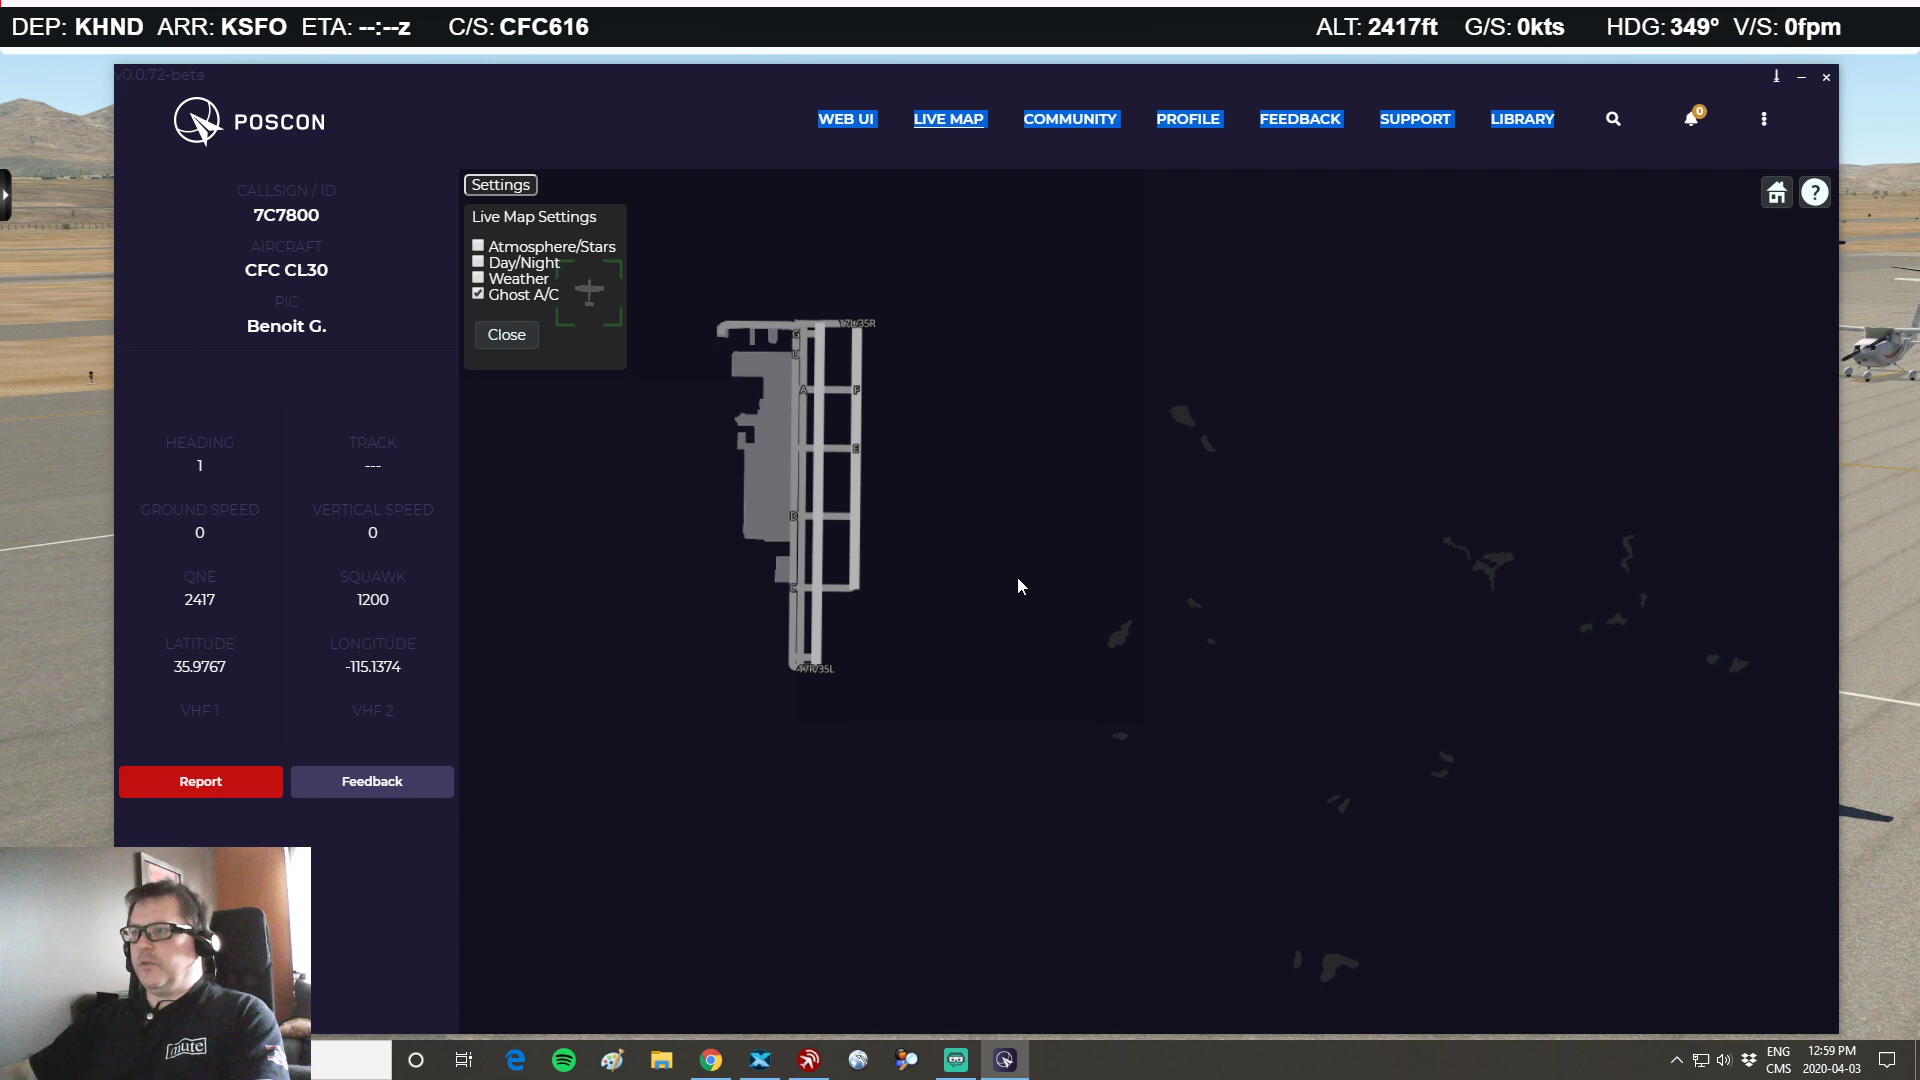 DEP: KHND ARR: KSFO ETA: --:--z C/S: CFC616 ALT: 2417ft G/S: 0kts HDG: 349° V/S: 0fpm
v0.0.72-beta
POSCON
WEB UI LIVE MAP COMMUNITY PROFILE FEEDBACK SUPPORT LIBRARY
0
CALLSIGN / ID
7C7800
AIRCRAFT
CFC CL30
PIC
Benoit G.
HEADING TRACK
1 ---
GROUND SPEED VERTICAL SPEED
0 0
QNE SQUAWK
2417 1200
LATITUDE LONGITUDE
35.9767 -115.1374
VHF 1 VHF 2
Report Feedback
Settings
?
Live Map Settings
Atmosphere/Stars
Day/Night
Weather
Ghost A/C
Close
17L/35R
G
U
A F
E
D
C
17R/35L
mute
ENG 12:59 PM
CMS 2020-04-03